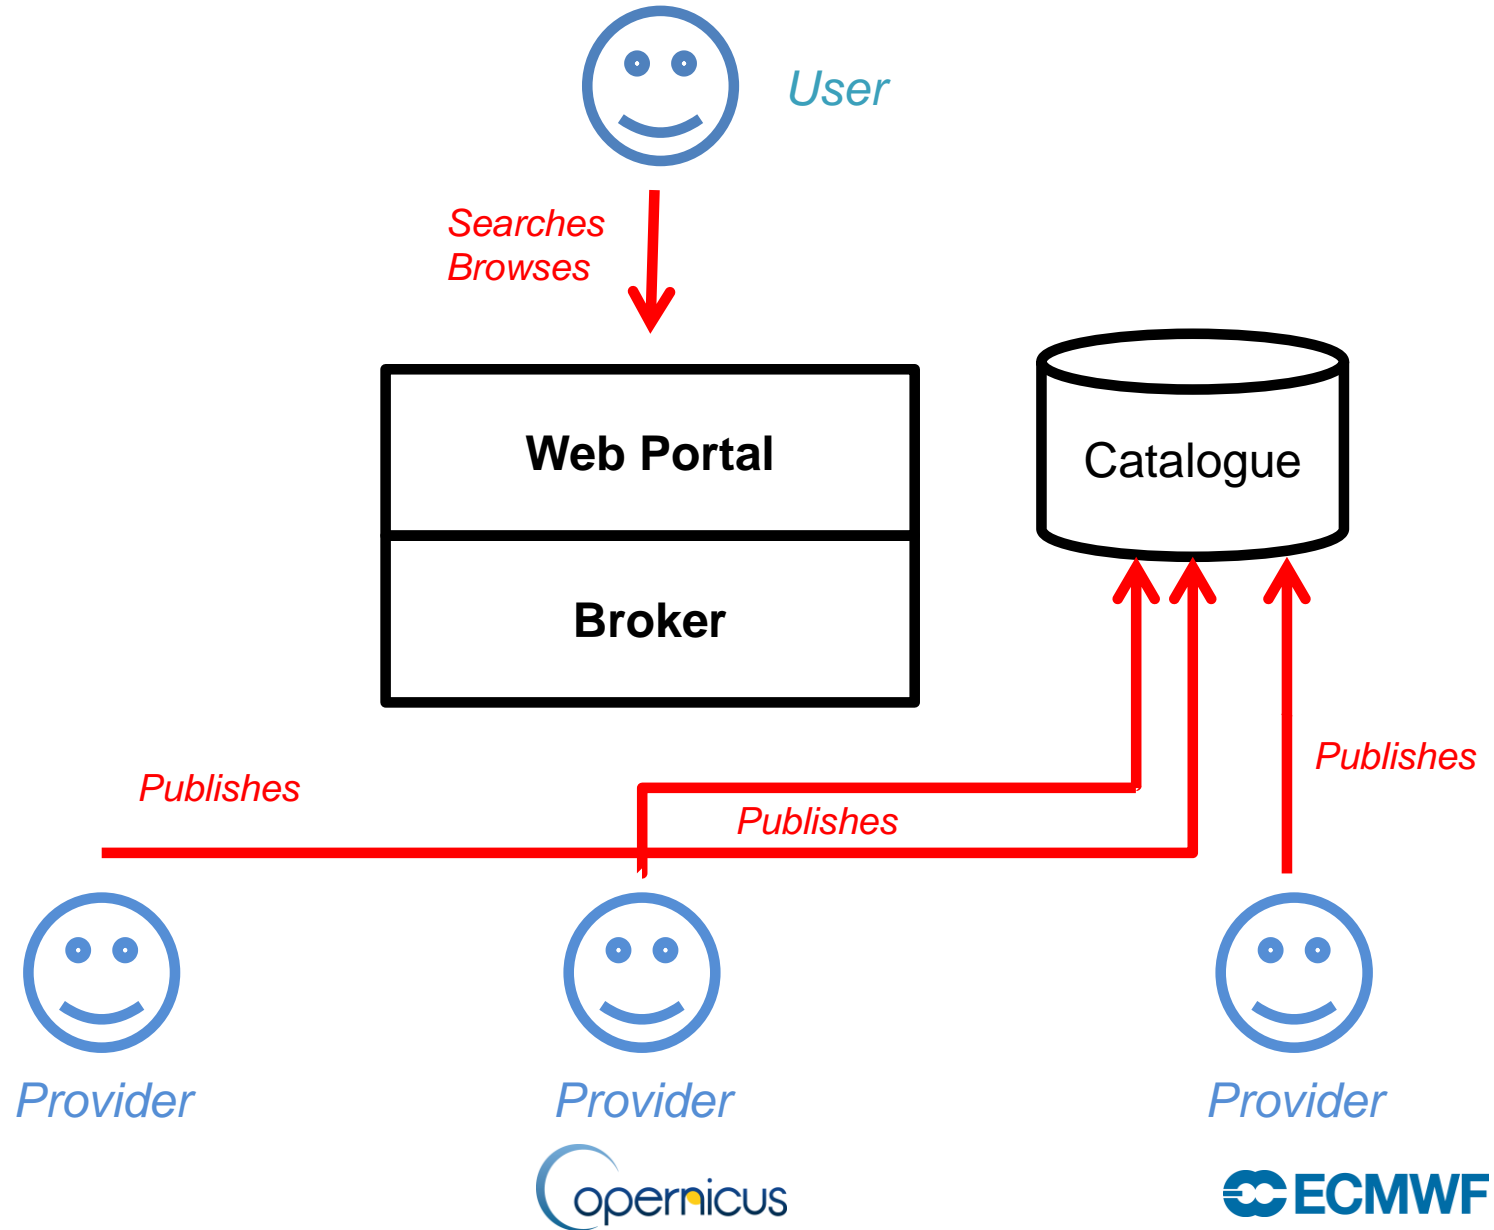 User
Searches
Browses
Web Portal
Catalogue
Broker
Publishes
Publishes
Publishes
Provider
Provider
Provider
opernicus
ECMWF